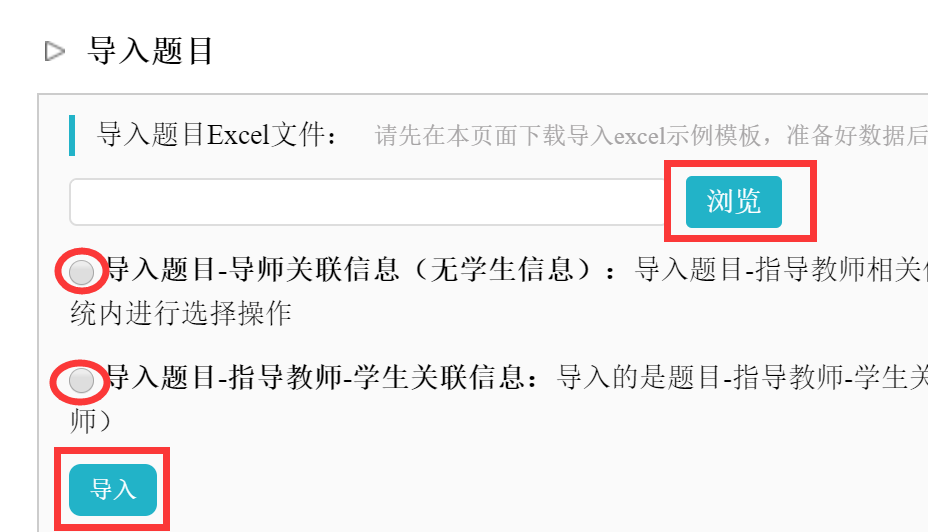 导入题目
导入题目Excel文件： 请先在本页面下载导入excel示例模板，准备好数据后
浏览
导入题目-导师关联信息（无学生信息）：导入题目-指导教师相关
统内进行选择操作
导入题目-指导教师-学生关联信息：导入的是题目-指导教师-学生关
师）
导入